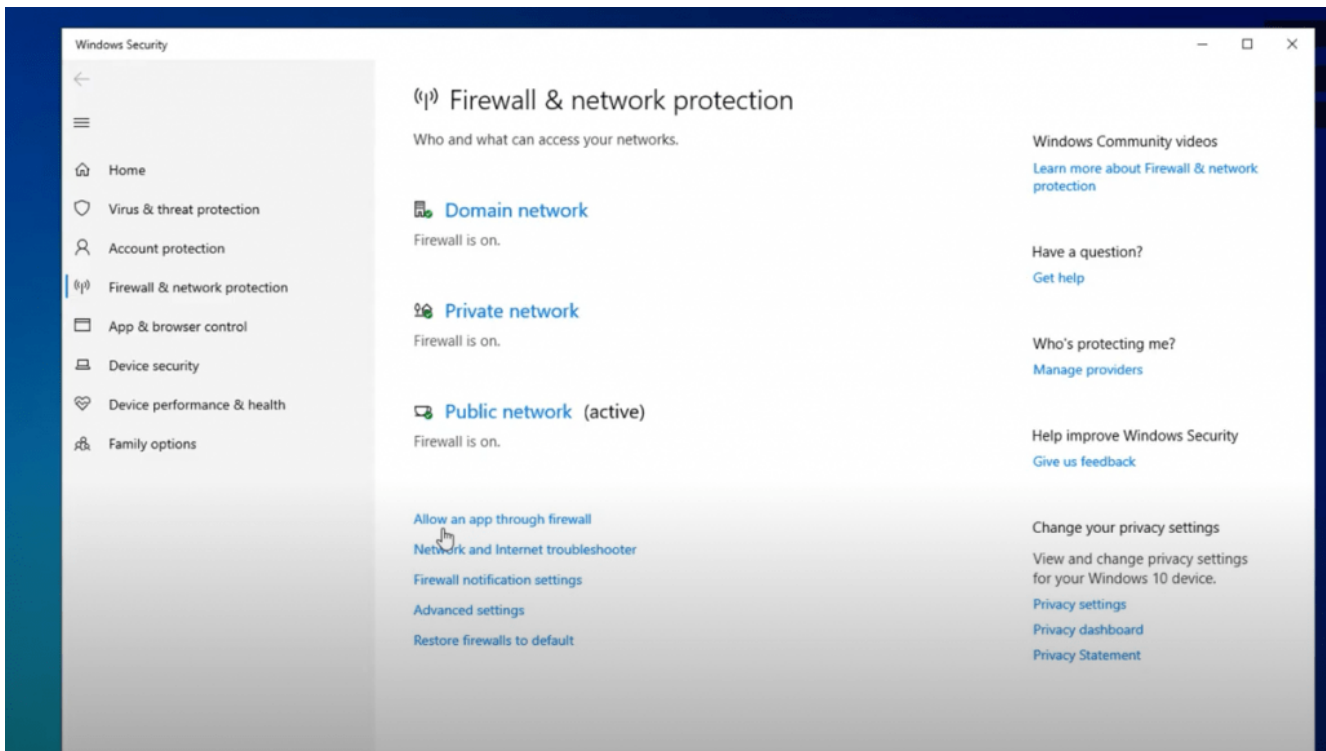 Windows Security
Home
Virus & threat protection
Account protection
Firewall & network protection
App & browser control
Device security
Device performance & health
Family options
Firewall & network protection
Who and what can access your networks.
Domain network
Firewall is on.
Private network
Firewall is on.
Public network (active)
Firewall is on.
Allow an app through firewall
Network and Internet troubleshooter
Firewall notification settings
Advanced settings
Restore firewalls to default
Windows Community videos
Learn more about Firewall & network
protection
Have a question?
Get help
Who's protecting me?
Manage providers
Help improve Windows Security
Give us feedback
Change your privacy settings
View and change privacy settings
for your Windows 10 device.
Privacy settings
Privacy dashboard
Privacy Statement